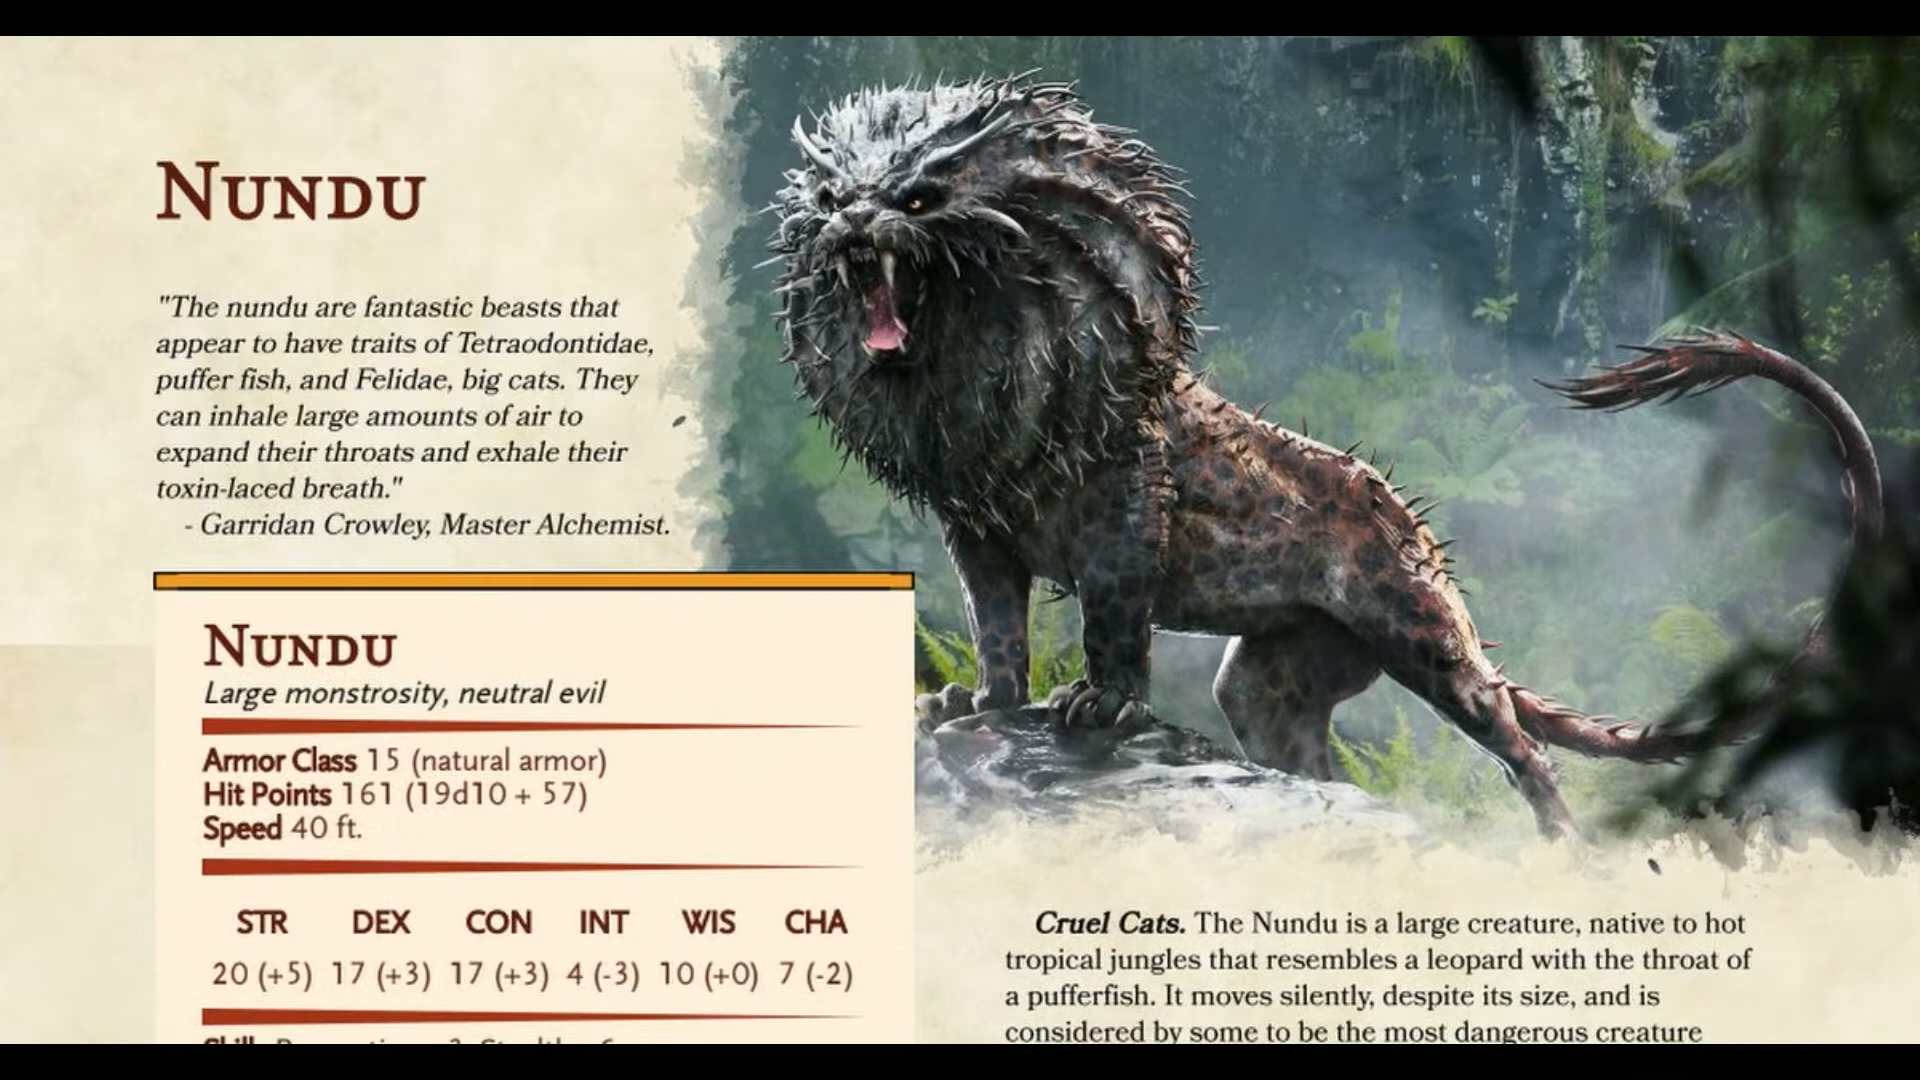 Nundu
"The nundu are fantastic beasts that
appear to have traits of Tetraodontidae,
puffer fish, and Felidae, big cats. They
can inhale large amounts of air to
expand their throats and exhale their
toxin-laced breath."
- Garridan Crowley, Master Alchemist.
Nundu
Large monstrosity, neutral evil
Armor Class 15 (natural armor)
Hit Points 161 (19d10 + 57)
Speed 40 ft.
STR DEX CON INT WIS CHA
20 (+5) 17 (+3) 17 (+3) 4 (-3) 10 (+0) 7 (-2)
Cruel Cats. The Nundu is a large creature, native to hot
tropical jungles that resembles a leopard with the throat of
a pufferfish. It moves silently, despite its size, and is
considered by some to be the most dangerous creature